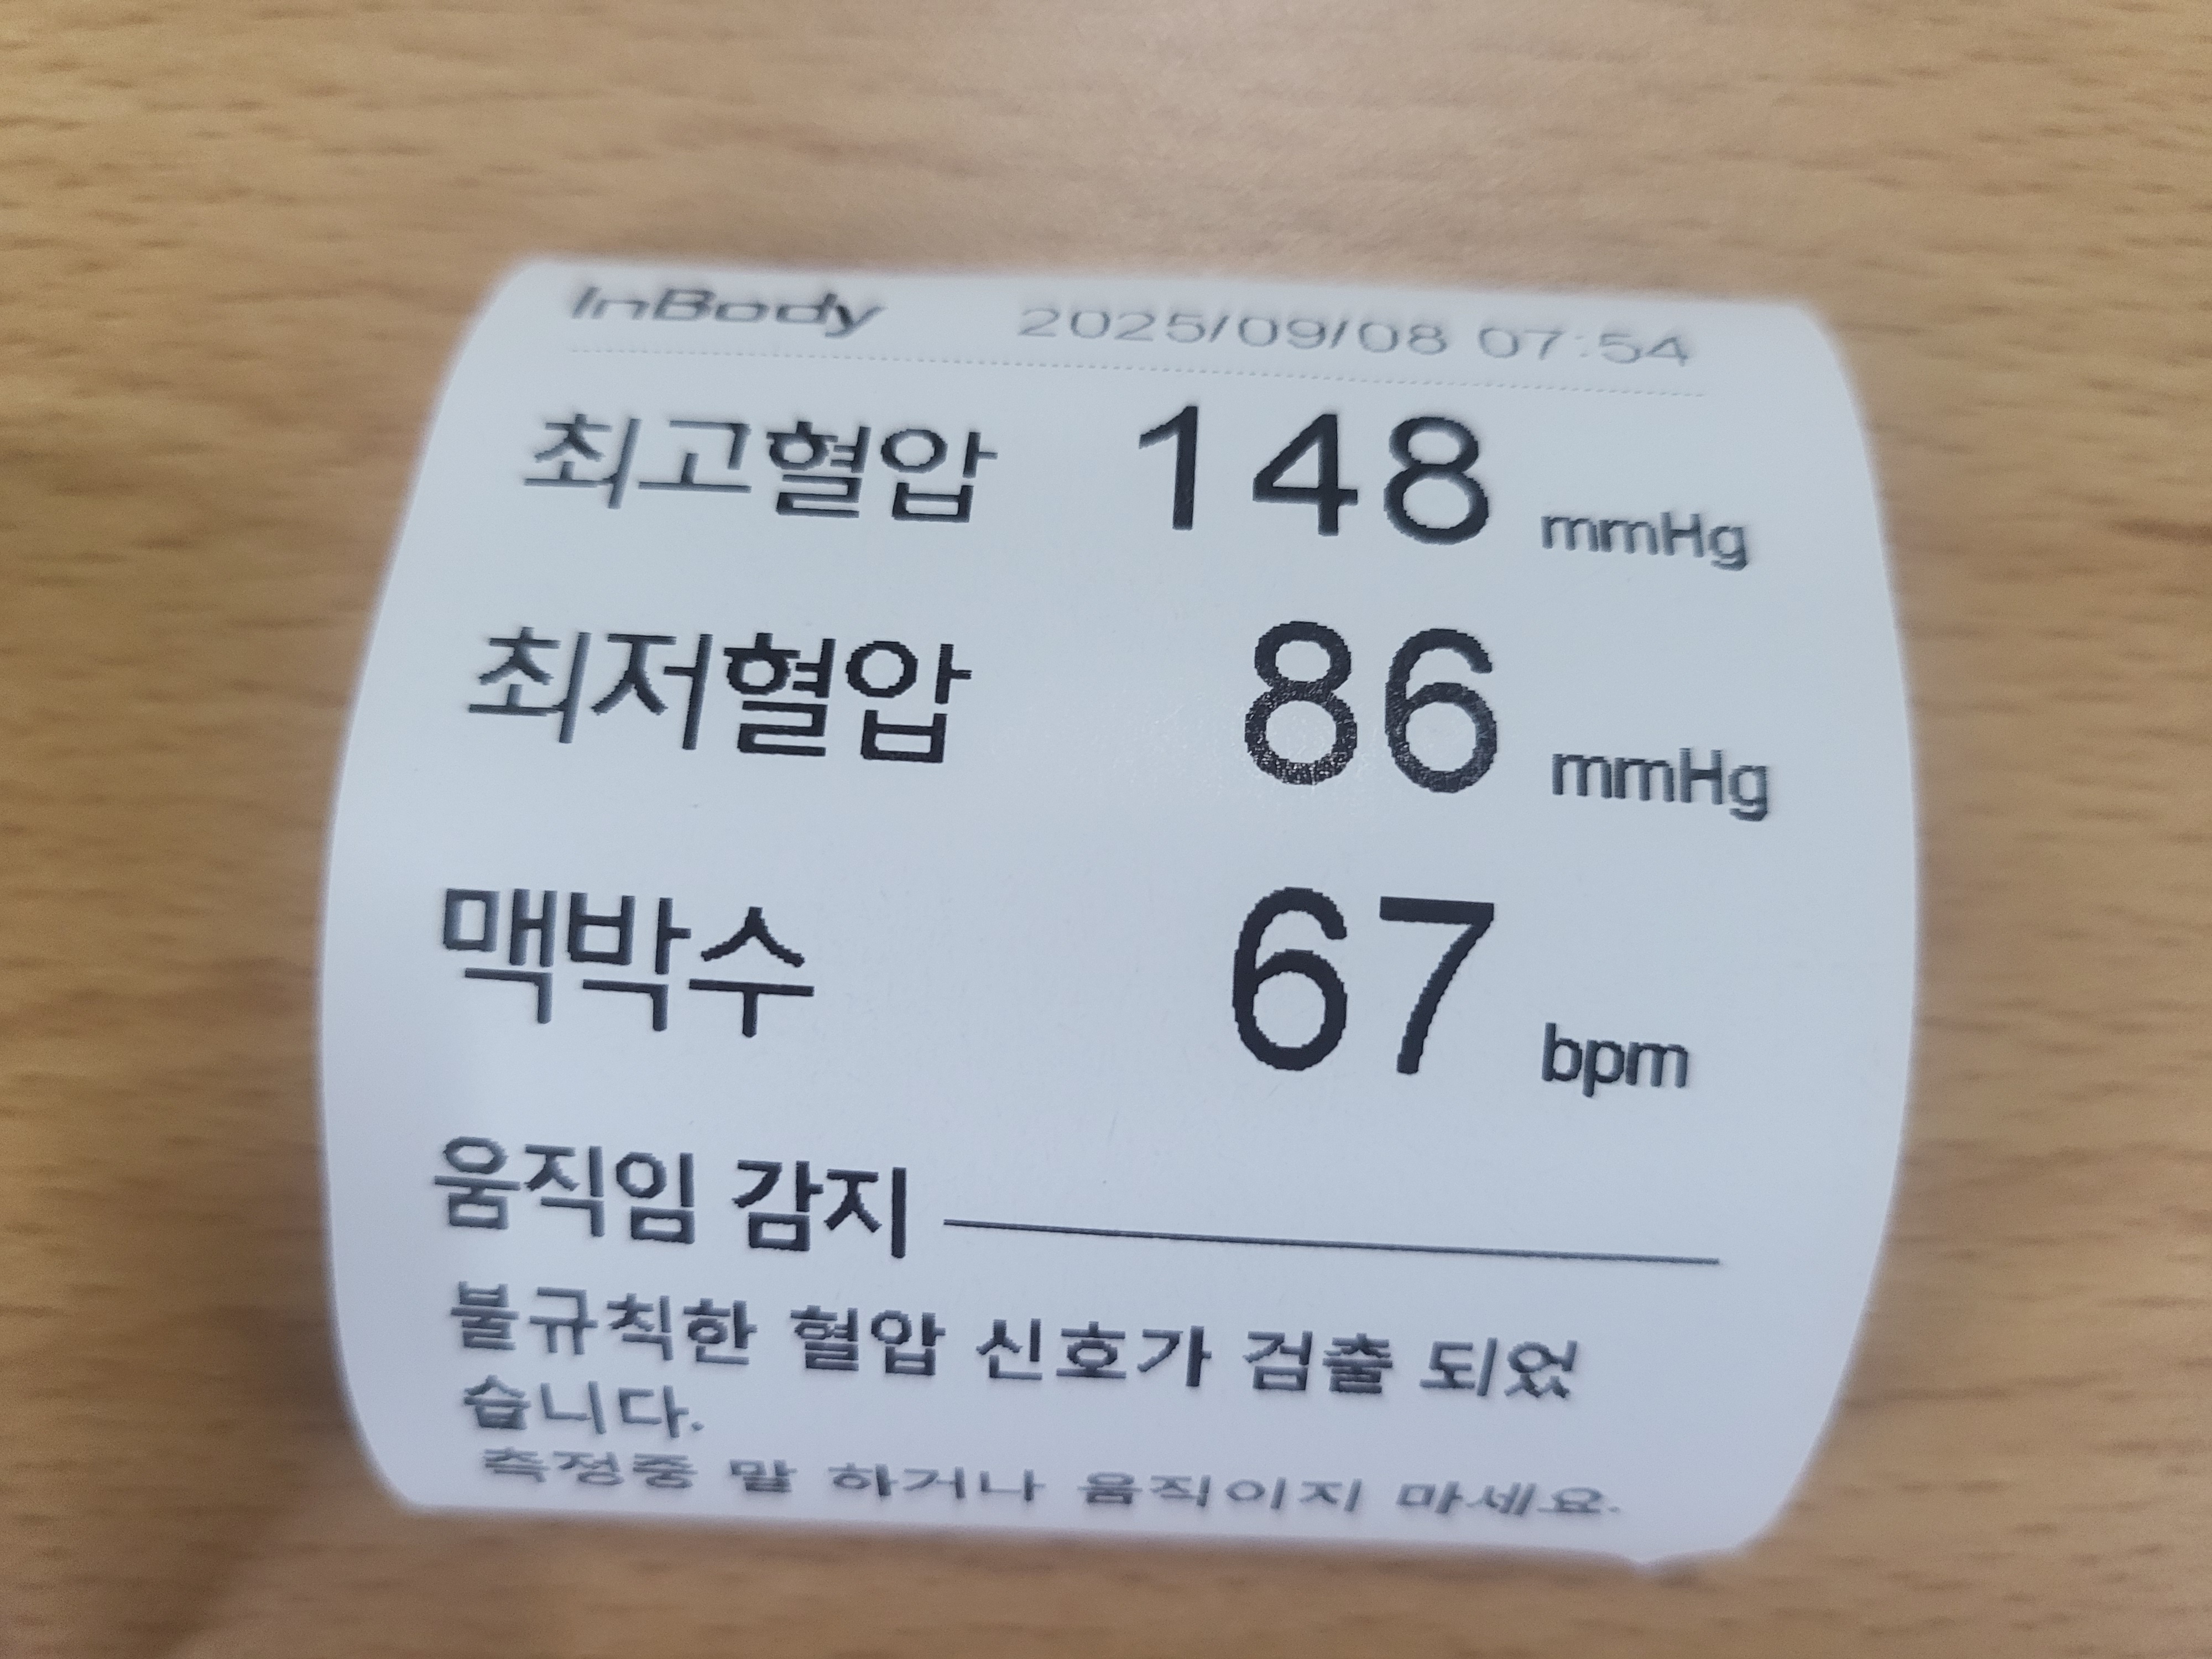 InBody 2025/09/08 07:54
최고혈압 148 mmHg
최저혈압 86 mmHg
맥박수 67 bpm
움직임 감지
불규칙한 혈압 신호가 검출 되었
습니다.
측정중 말 하거나 움직이지 마세요.